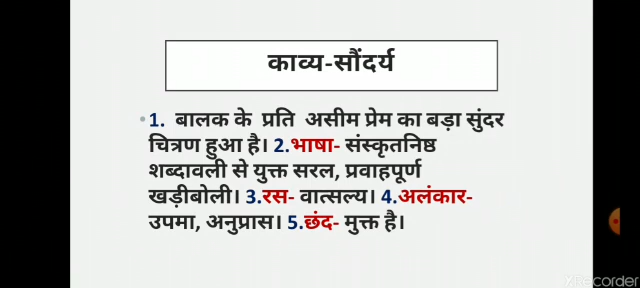 काव्य-सौंदर्य
1. बालक के प्रति असीम प्रेम का बड़ा सुंदर
चित्रण हुआ है। 2.भाषा- संस्कृतनिष्ठ
शब्दावली से युक्त सरल, प्रवाहपूर्ण
खड़ीबोली। 3.रस- वात्सल्य। 4.अलंकार-
उपमा, अनुप्रास। 5.छंद- मुक्त है।
XRecorder